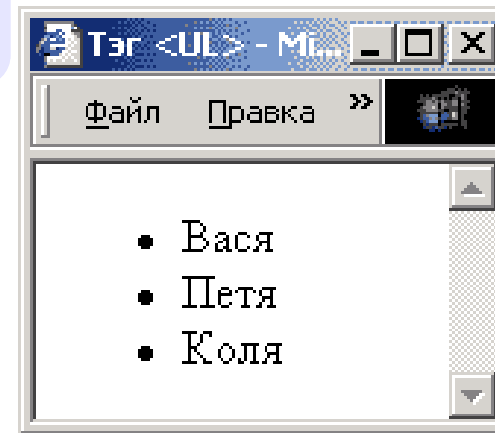 Тэг <UL> - Mi...
Файл Правка »
• Вася
• Петя
• Коля